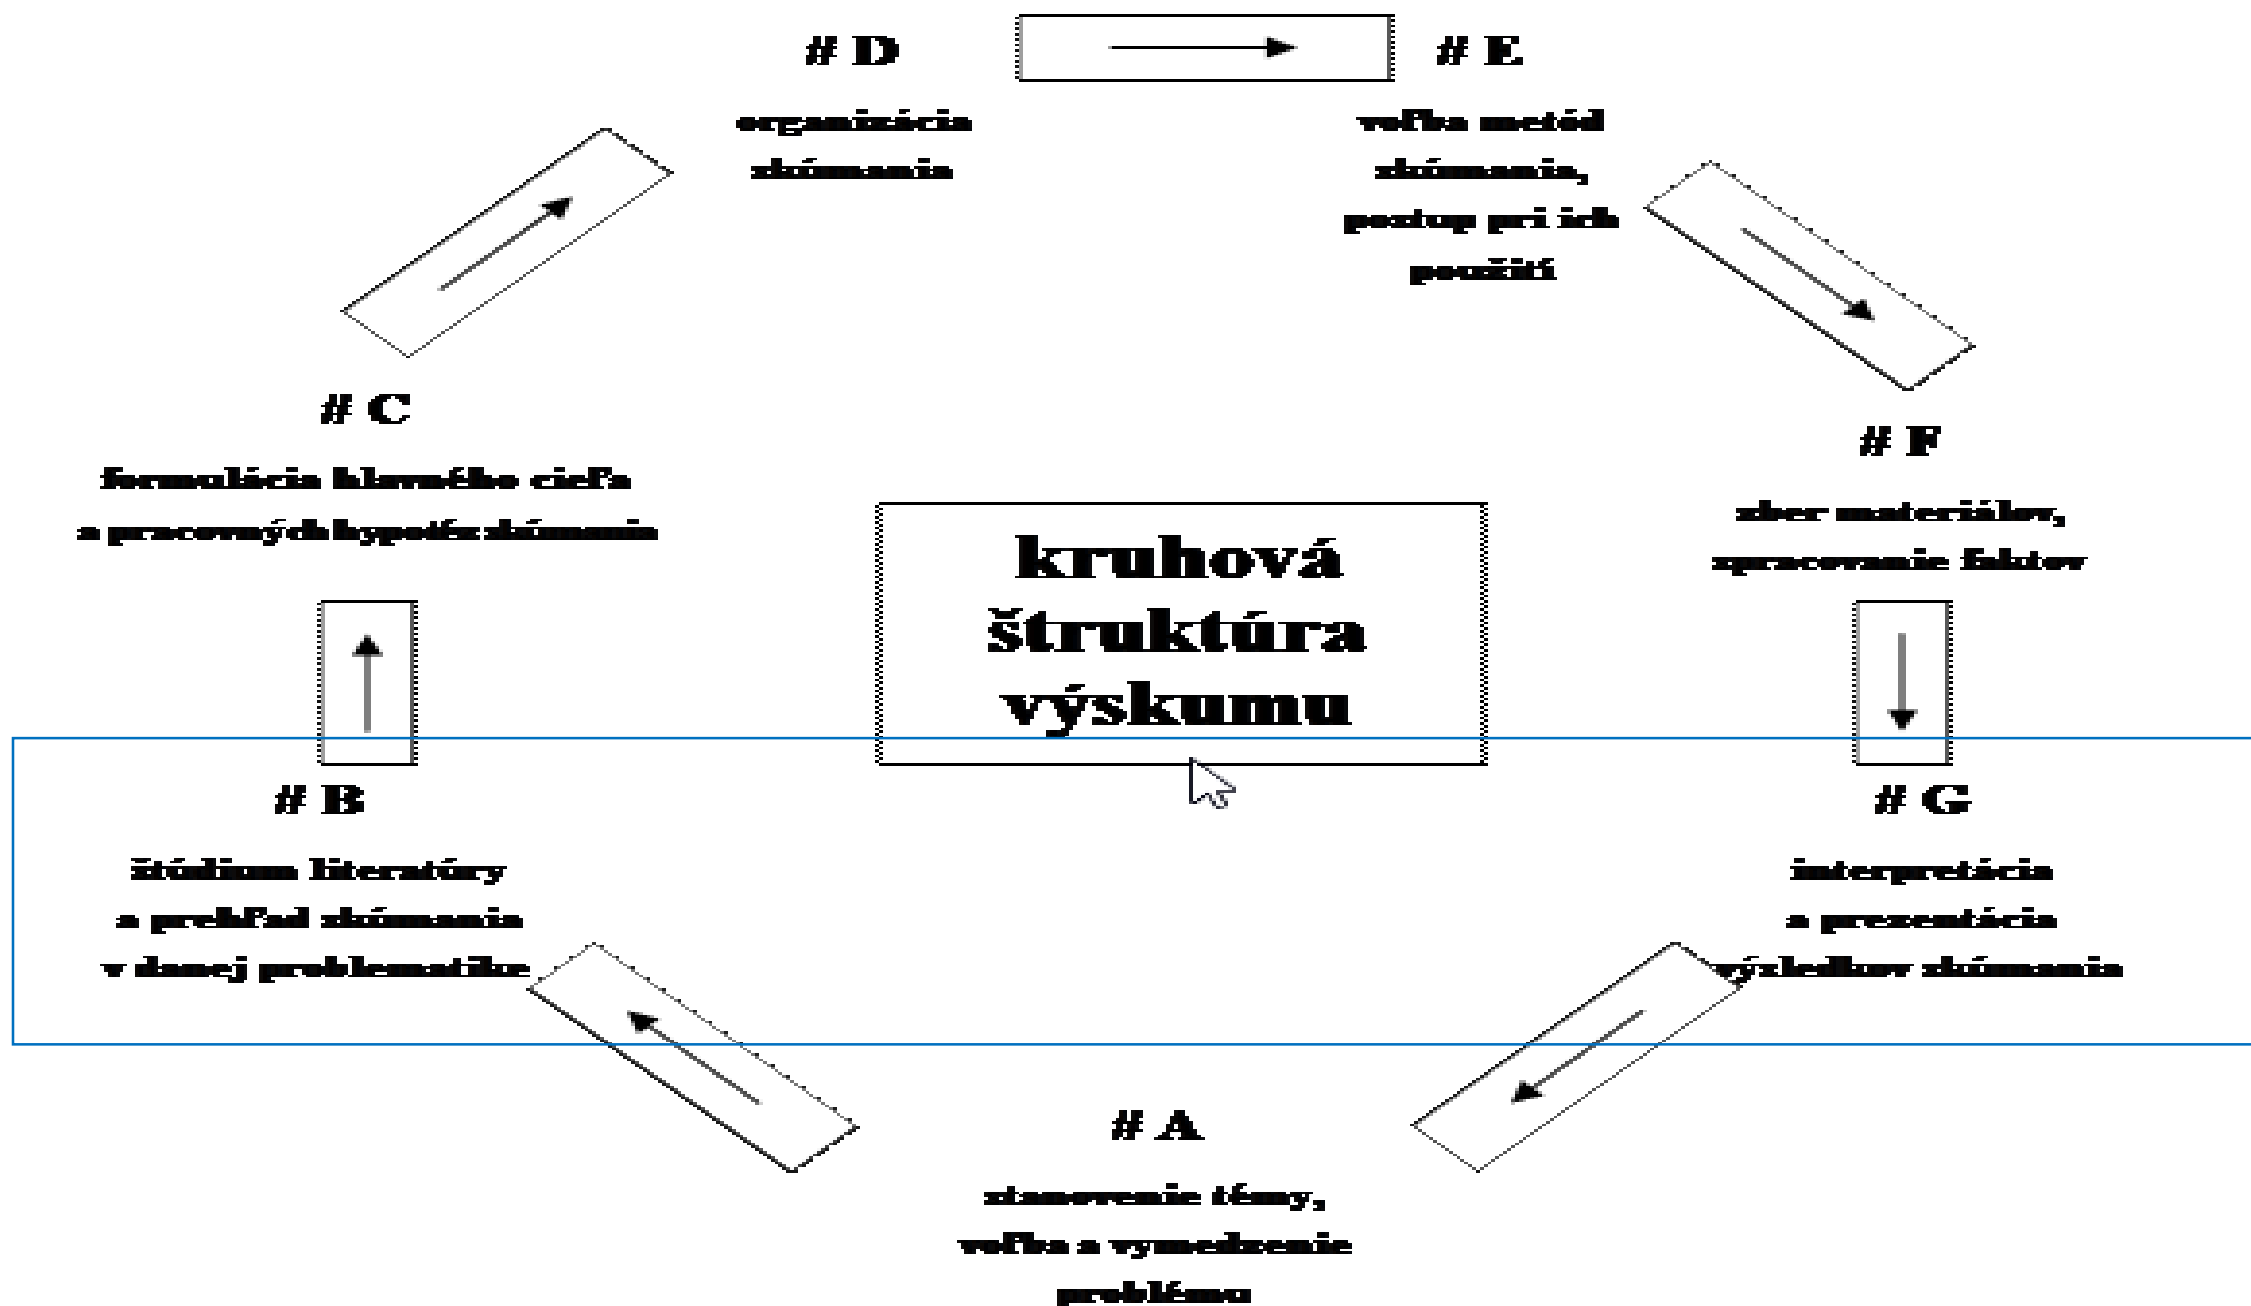 # D
organizácia
skúmania
# E
voľba metód
skúmania,
postup pri ich
použití
# C
formulácia hlavného cieľa
a pracovných hypotéz skúmania
# F
zber materiálov,
spracovanie faktov
kruhová
štruktúra
výskumu
# B
štúdium literatúry
a prehľad skúmania
v danej problematike
# G
interpretácia
a prezentácia
výsledkov skúmania
# A
stanovenie témy,
voľba a vymedzenie
problému